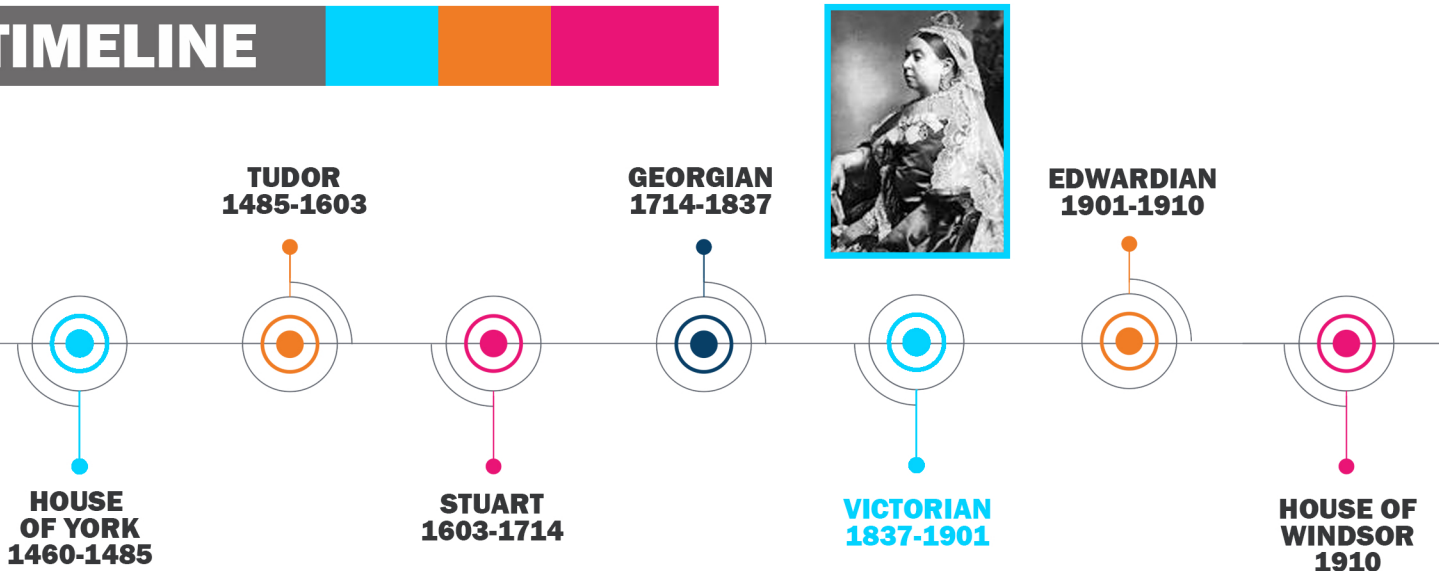 TIMELINE
TUDOR
1485-1603
GEORGIAN
1714-1837
EDWARDIAN
1901-1910
HOUSE
OF YORK
1460-1485
STUART
1603-1714
VICTORIAN
1837-1901
HOUSE OF
WINDSOR
1910